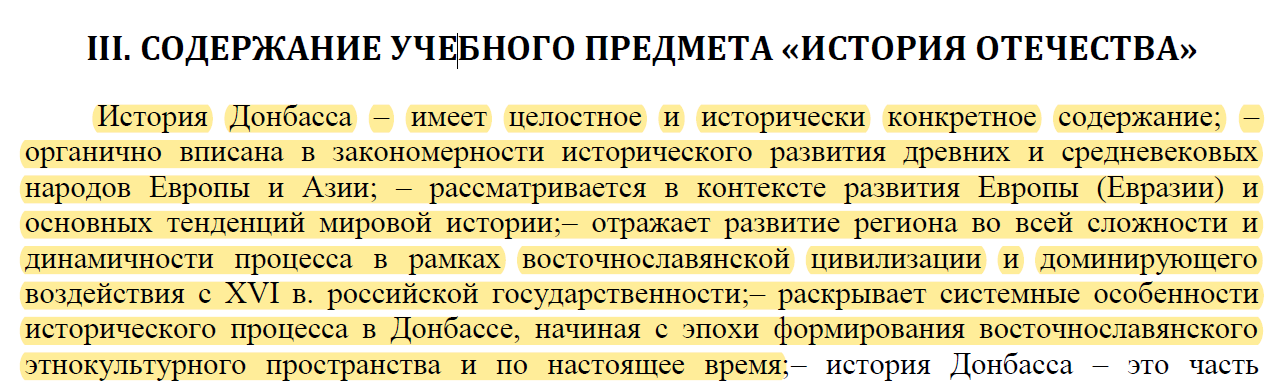 III. СОДЕРЖАНИЕ УЧЕБНОГО ПРЕДМЕТА «ИСТОРИЯ ОТЕЧЕСТВА»
История Донбасса – имеет целостное и исторически конкретное содержание; –
органично вписана в закономерности исторического развития древних и средневековых
народов Европы и Азии; – рассматривается в контексте развития Европы (Евразии) и
основных тенденций мировой истории;– отражает развитие региона во всей сложности и
динамичности процесса в рамках восточнославянской цивилизации и доминирующего
воздействия с XVI в. российской государственности;– раскрывает системные особенности
исторического процесса в Донбассе, начиная с эпохи формирования восточнославянского
этнокультурного пространства и по настоящее время;– история Донбасса – это часть